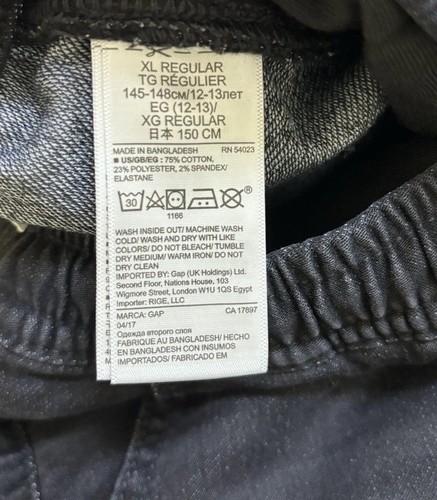 XL REGULAR
TG RÉGULIER
145-148см/12-13лет
EG (12-13)/
XG REGULAR
日本 150 CM
MADE IN BANGLADESH RN 54023
■ US/GB/EG : 75% COTTON,
23% POLYESTER, 2% SPANDEX/
ELASTANE
30
®
1166
WASH INSIDE OUT/ MACHINE WASH
COLD/ WASH AND DRY WITH LIKE
COLORS/ DO NOT BLEACH/ TUMBLE
DRY MEDIUM/ WARM IRON/ DO NOT
DRY CLEAN
IMPORTED BY: Gap (UK Holdings) Ltd.
Second Floor, Nations House, 103
Wigmore Street, London W1U 1QS Egypt
Importer: RIGE, LLC
MARCA: GAP CA 17897
04/17
Одежда второго слоя
FABRIQUÉ AU BANGLADESH/ HECHO
EN BANGLADESH CON INSUMOS
IMPORTADOS/ FABRICADO EM